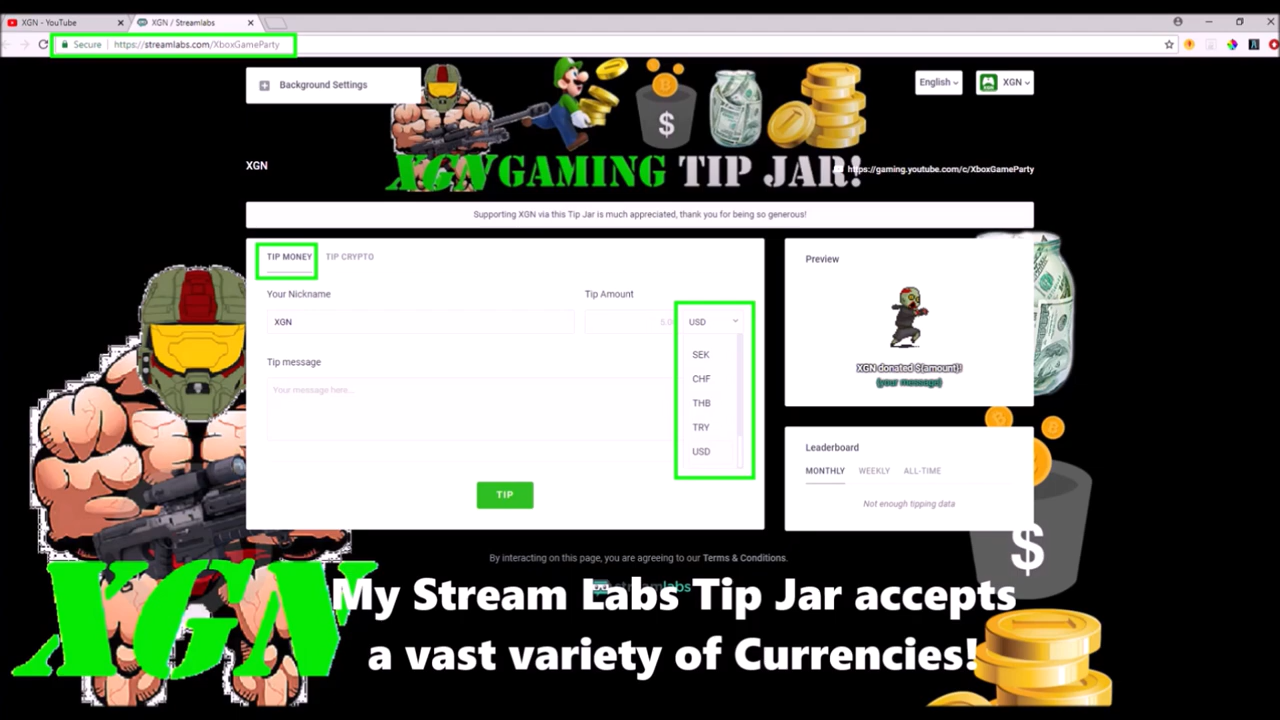 XGN - YouTube
XGN / Streamlabs
Secure
https://streamlabs.com/XboxGameParty
Background Settings
English
XGN
XGN
$
XGN GAMING TIP JAR!
https://gaming.youtube.com/c/XboxGameParty
Supporting XGN via this Tip Jar is much appreciated, thank you for being so generous!
TIP MONEY
TIP CRYPTO
Your Nickname
Tip Amount
XGN
5.0
USD
SEK
CHF
THB
TRY
USD
Tip message
Your message here...
TIP
Preview
XGN donated ${amount}!
{your message}
Leaderboard
MONTHLY
WEEKLY
ALL-TIME
Not enough tipping data
$
By interacting on this page, you are agreeing to our Terms & Conditions.
streamlabs
XGN
My Stream Labs Tip Jar accepts
a vast variety of Currencies!